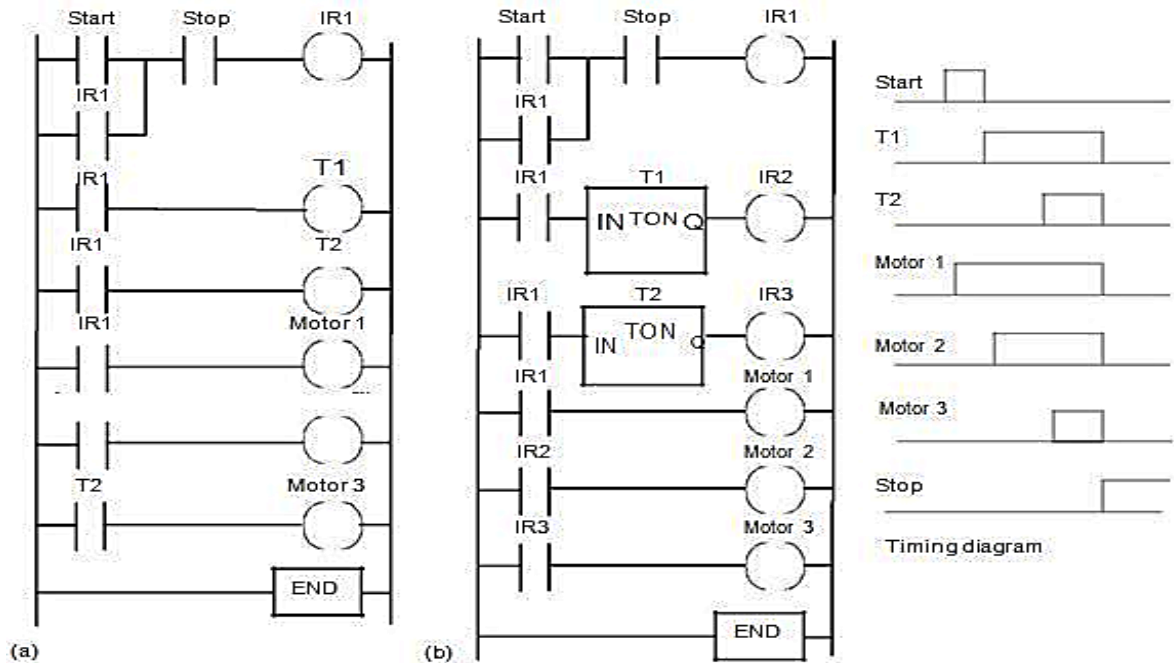 Start Stop IR1
IR1
IR1 T1
IR1 T2
IR1 Motor 1
T2 Motor 3
END
(a)
Start Stop IR1
IR1
IR1 T1 IR2
IN TON Q
IR1 T2 IR3
IN TON Q
IR1 Motor 1
IR2 Motor 2
IR3 Motor 3
END
(b)
Start
T1
T2
Motor 1
Motor 2
Motor 3
Stop
Timing diagram